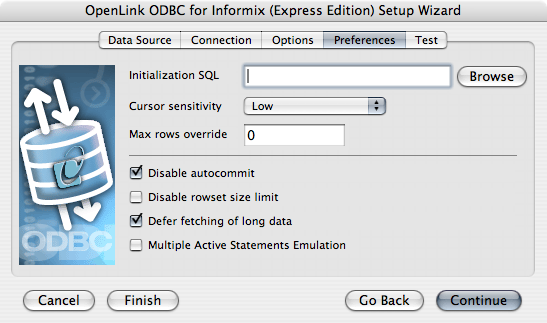 OpenLink ODBC for Informix (Express Edition) Setup Wizard
Data Source Connection Options Preferences Test
Initialization SQL Browse
Cursor sensitivity Low
Max rows override 0
Disable autocommit
Disable rowset size limit
Defer fetching of long data
Multiple Active Statements Emulation
ODBC
Cancel Finish Go Back Continue